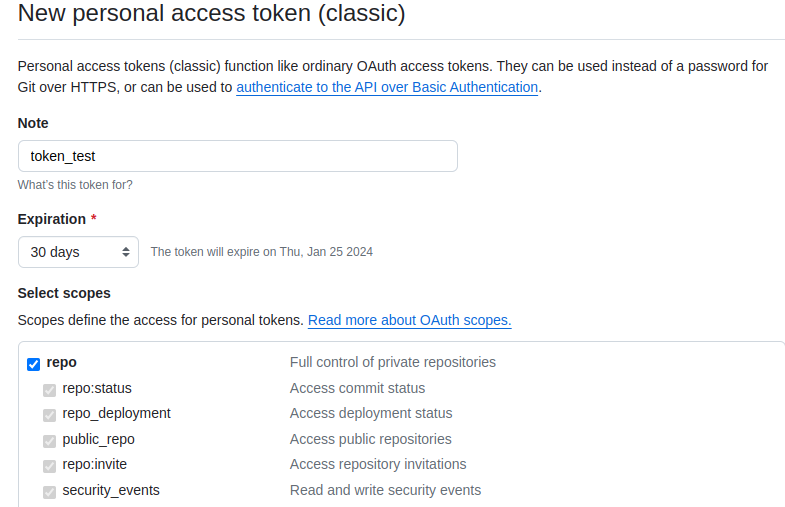 New personal access token (classic)
Personal access tokens (classic) function like ordinary OAuth access tokens. They can be used instead of a password for
Git over HTTPS, or can be used to authenticate to the API over Basic Authentication.
Note
token_test
What's this token for?
Expiration *
30 days The token will expire on Thu, Jan 25 2024
Select scopes
Scopes define the access for personal tokens. Read more about OAuth scopes.
repo Full control of private repositories
repo:status Access commit status
repo_deployment Access deployment status
public_repo Access public repositories
repo:invite Access repository invitations
security_events Read and write security events